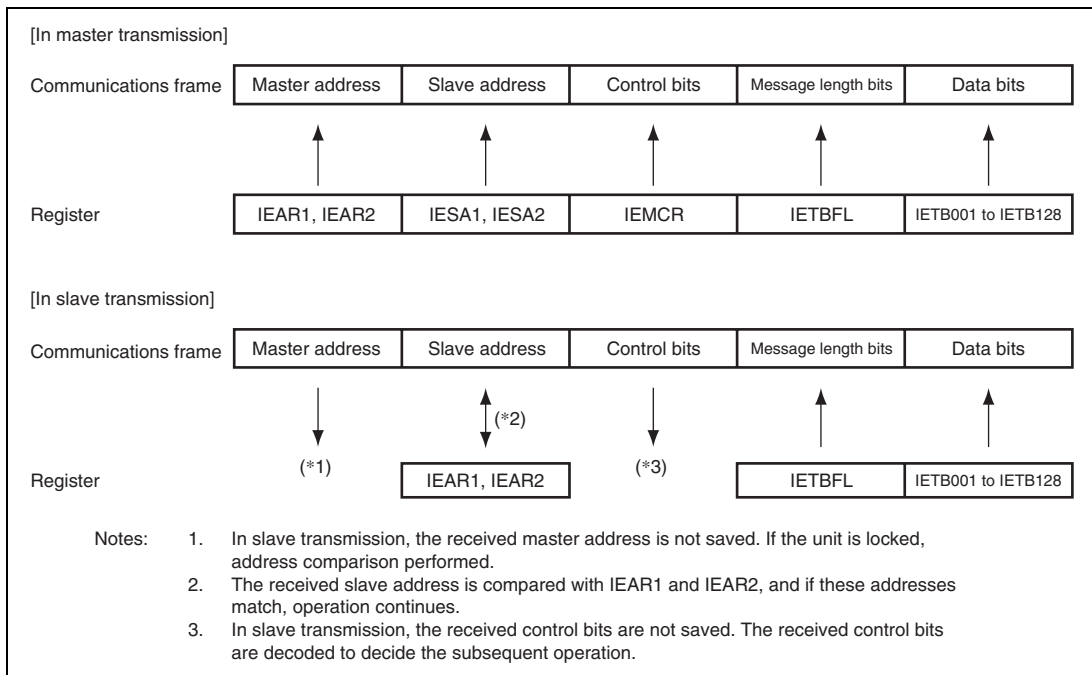 [In master transmission]
Communications frame Master address Slave address Control bits Message length bits Data bits
Register IEAR1, IEAR2 IESA1, IESA2 IEMCR IETBFL IETB001 to IETB128
[In slave transmission]
Communications frame Master address Slave address Control bits Message length bits Data bits
(*2)
(*1) (*3)
Register IEAR1, IEAR2 IETBFL IETB001 to IETB128
Notes: 1. In slave transmission, the received master address is not saved. If the unit is locked,
address comparison performed.
2. The received slave address is compared with IEAR1 and IEAR2, and if these addresses
match, operation continues.
3. In slave transmission, the received control bits are not saved. The received control bits
are decoded to decide the subsequent operation.